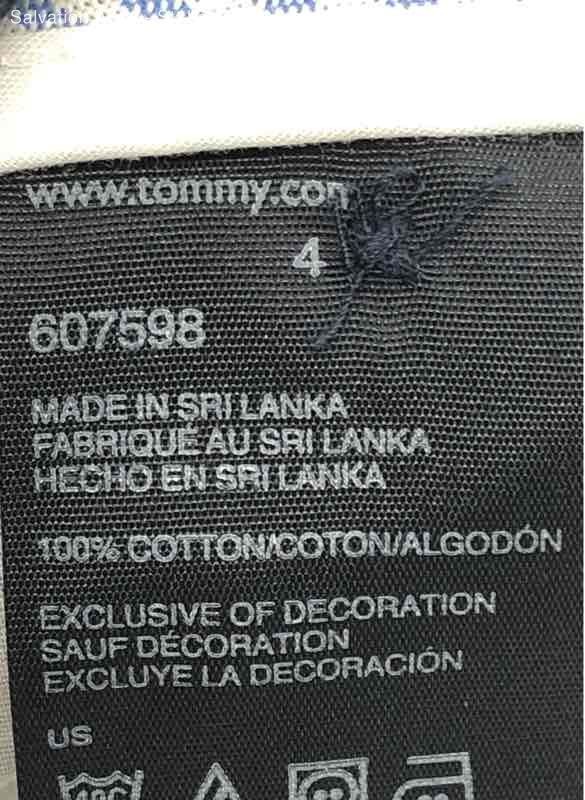 Salvation
www.tommy.com
4
607598
MADE IN SRI LANKA
FABRIQUÉ AU SRI LANKA
HECHO EN SRI LANKA
100% COTTON/COTON/ALGODÓN
EXCLUSIVE OF DECORATION
SAUF DÉCORATION
EXCLUYE LA DECORACIÓN
US
40C